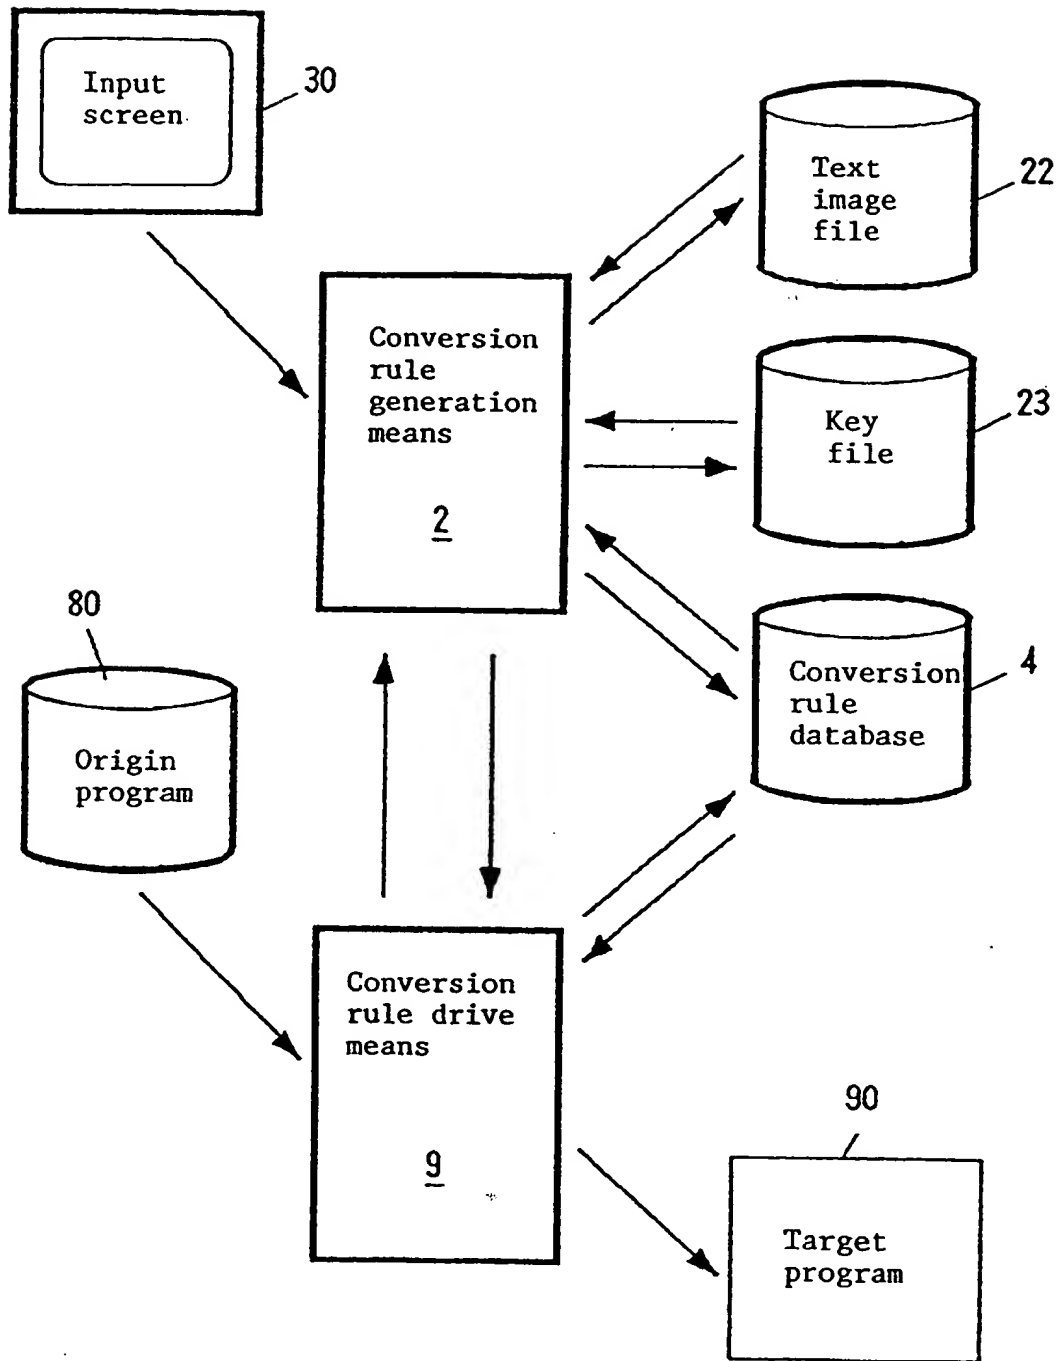 Input
screen
30
Text
image
file
22
Conversion
rule
generation
means
2
Key
file
23
80
Conversion
rule
database
4
Origin
program
Conversion
rule drive
means
9
90
Target
program